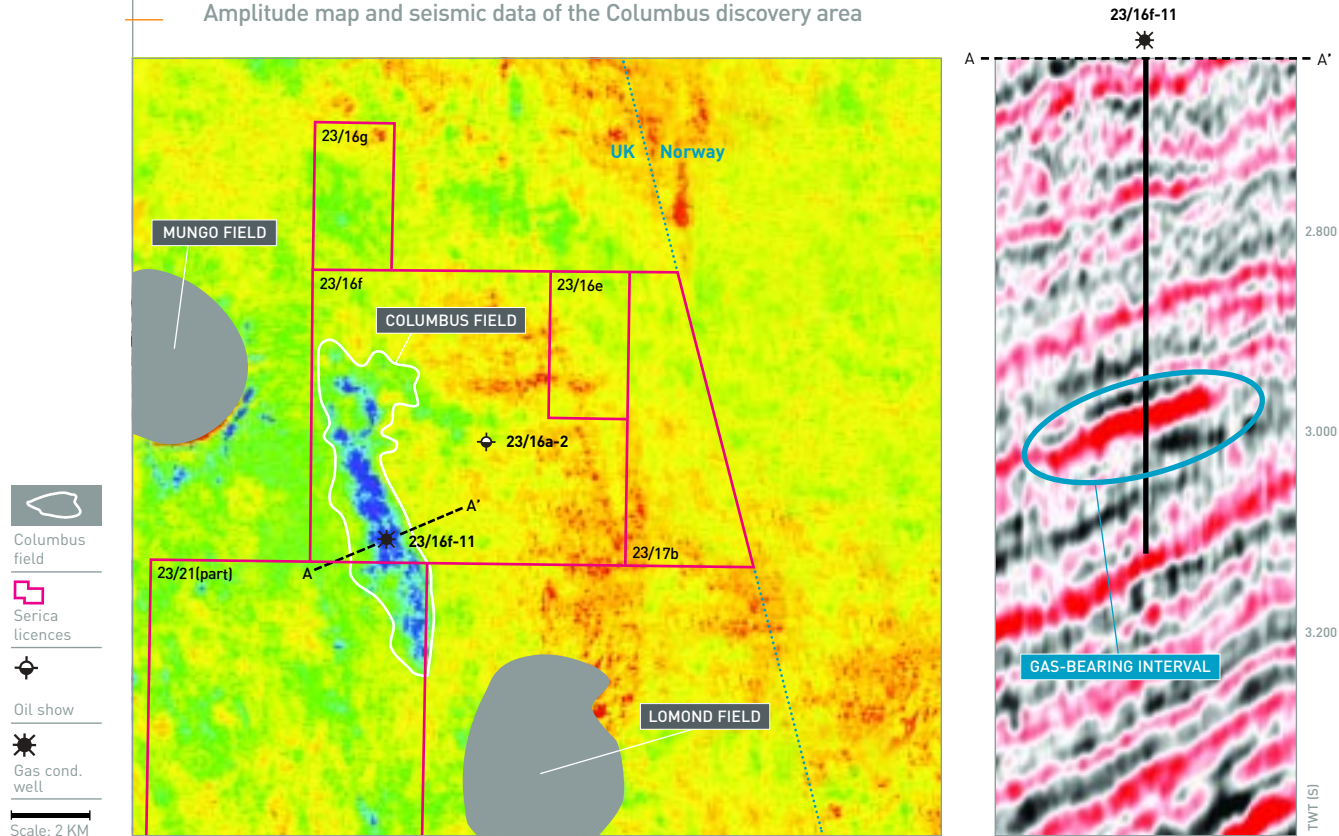 Amplitude map and seismic data of the Columbus discovery area
23/16g
UK Norway
MUNGO FIELD
23/16f
23/16e
COLUMBUS FIELD
23/16a-2
A'
23/16f-11
A
23/17b
23/21(part)
LOMOND FIELD
Columbus
field
Serica
licences
Oil show
Gas cond.
well
Scale: 2 KM
23/16f-11
A
A'
2.800
3.000
3.200
GAS-BEARING INTERVAL
TWT (S)